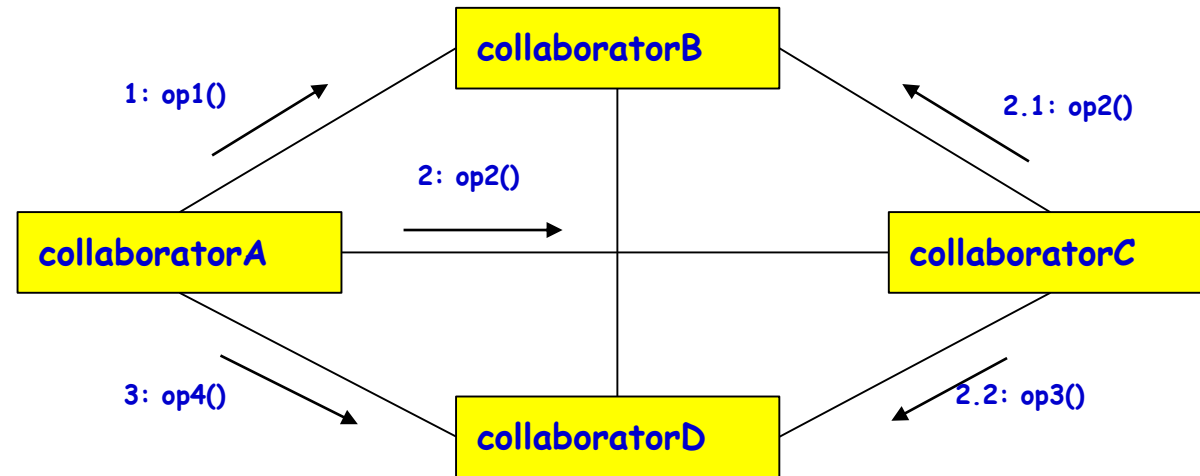 collaboratorB
1: op1()
2.1: op2()
2: op2()
collaboratorA
collaboratorC
3: op4()
2.2: op3()
collaboratorD